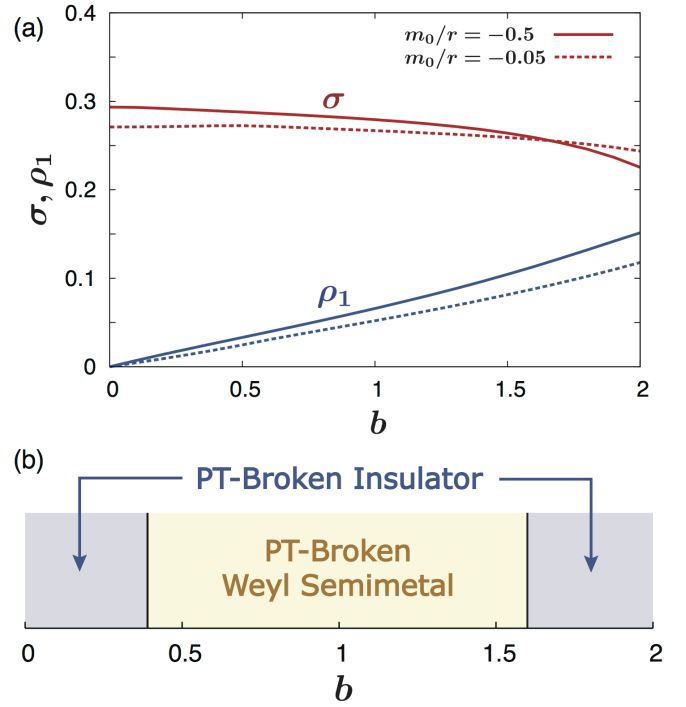 (a)
0.4
m₀/r = −0.5
m₀/r = −0.05
0.3
σ
σ, ρ₁
0.2
0.1
ρ₁
0
0 0.5 1 1.5 2
b
(b)
PT-Broken Insulator
PT-Broken
Weyl Semimetal
0 0.5 1 1.5 2
b